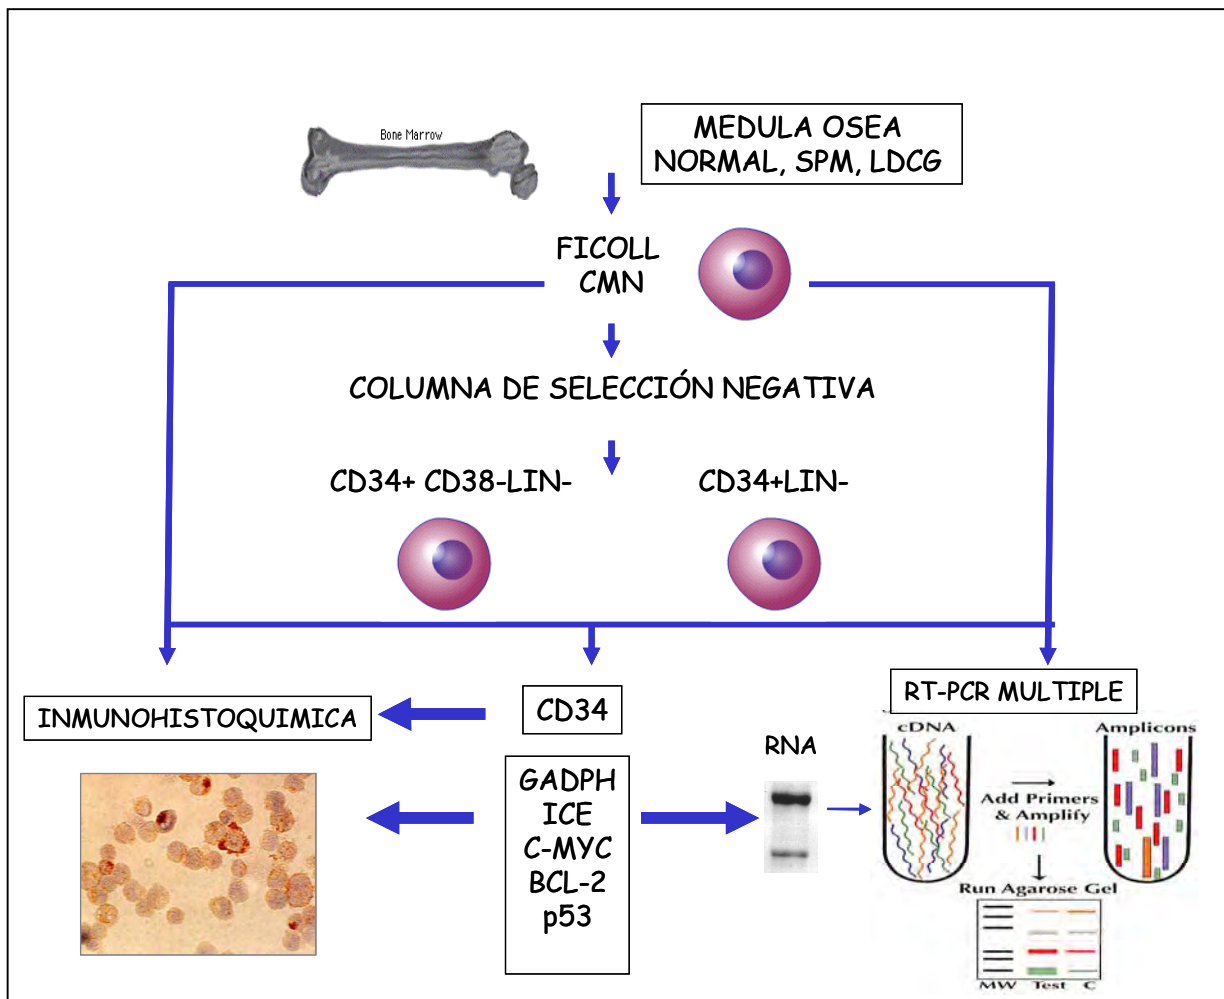 Bone Marrow
MEDULA OSEA
NORMAL, SPM, LDCG
FICOLL
CMN
COLUMNA DE SELECCIÓN NEGATIVA
CD34+ CD38-LIN-
CD34+LIN-
INMUNOHISTOQUIMICA
CD34
RT-PCR MULTIPLE
GADPH
ICE
C-MYC
BCL-2
p53
RNA
cDNA
Amplicons
Add Primers
& Amplify
Run Agarose Gel
MW Test C